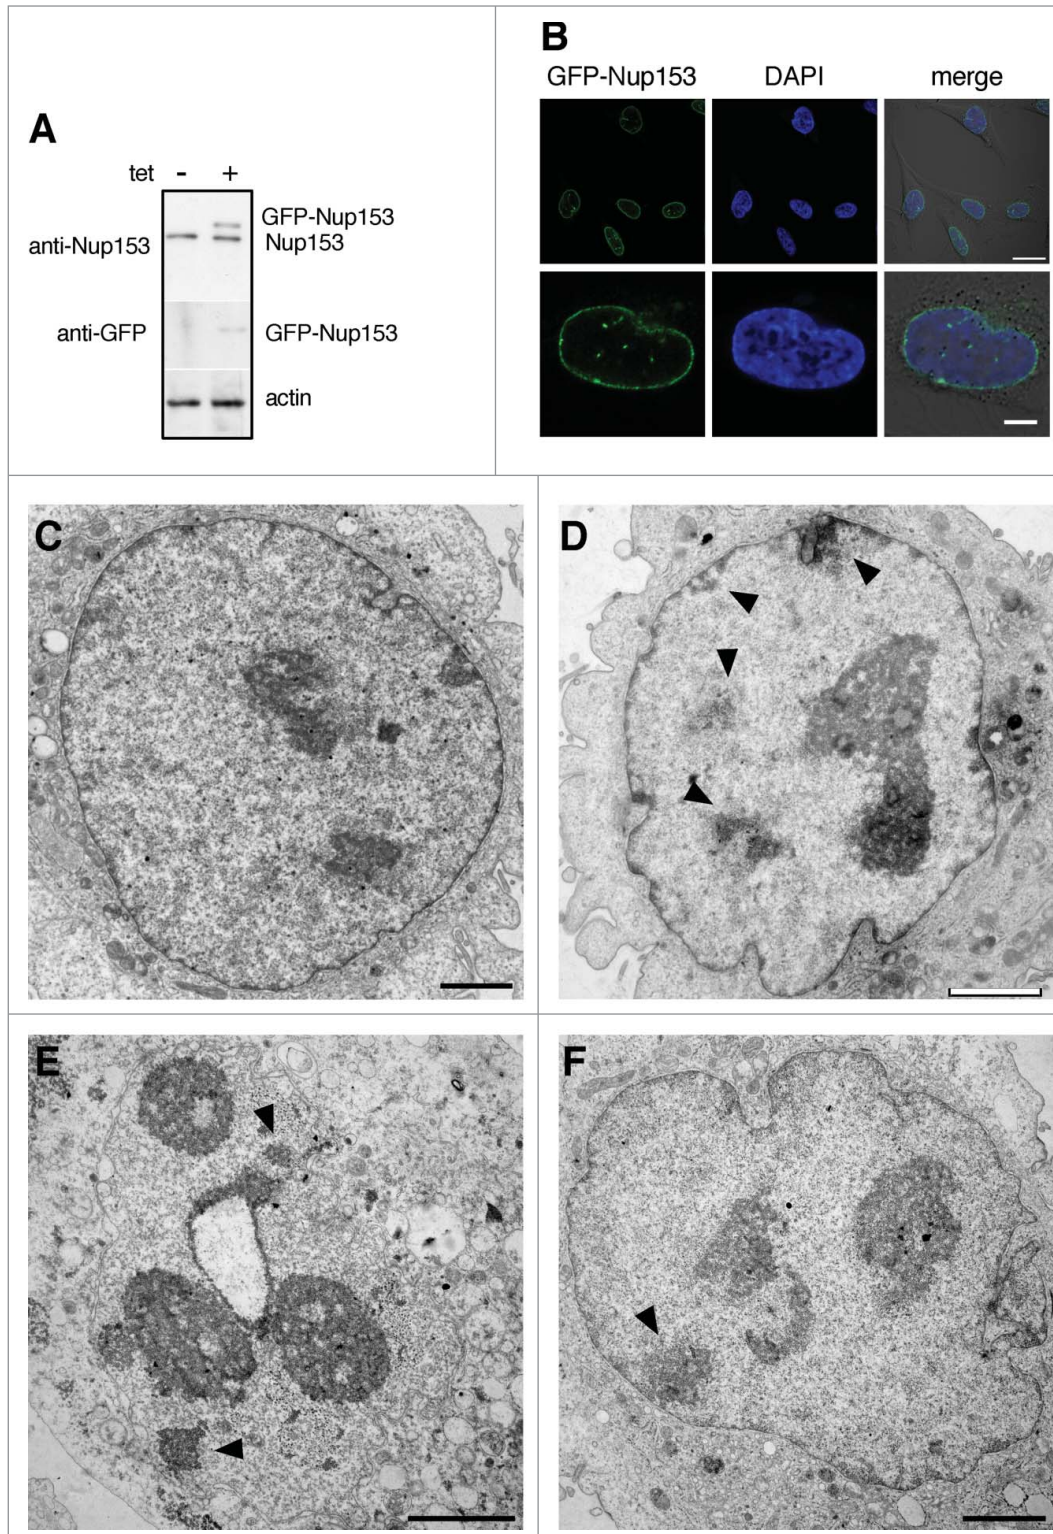 A
tet - +
anti-Nup153
GFP-Nup153
Nup153
anti-GFP
GFP-Nup153
actin
B
GFP-Nup153 DAPI merge
C
D
E
F